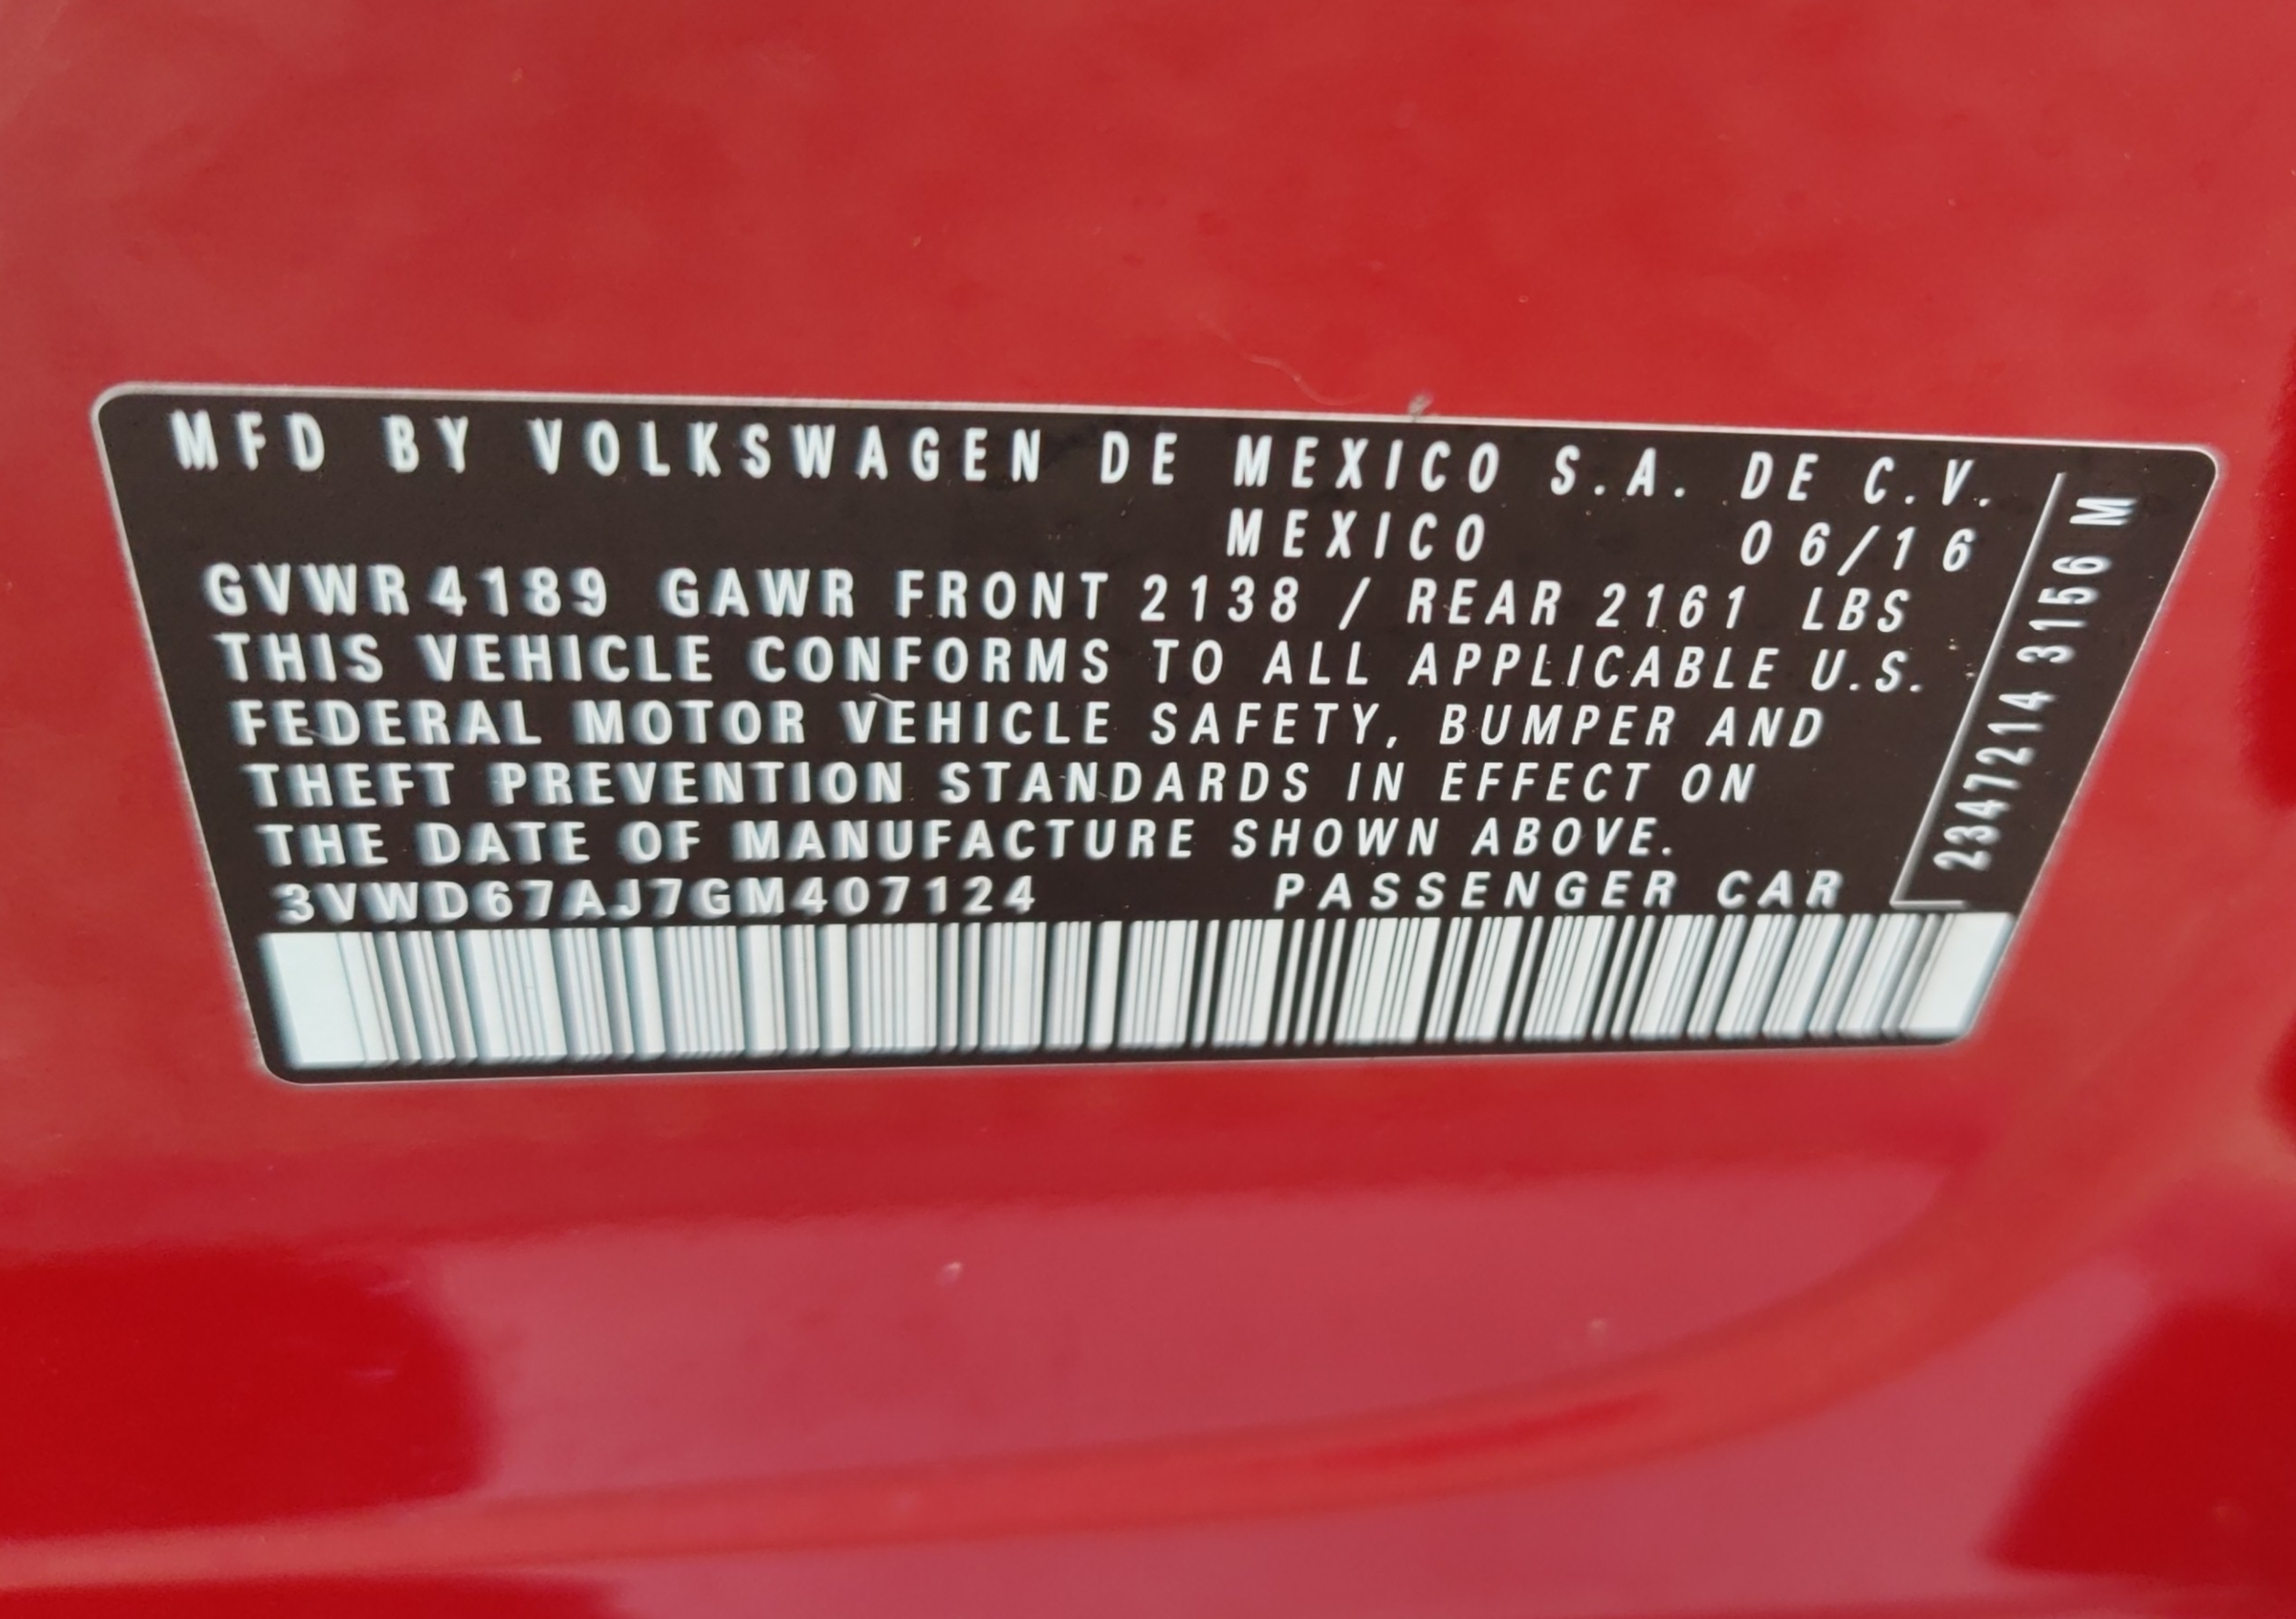 MFD BY VOLKSWAGEN DE MEXICO S.A. DE C.V.
MEXICO 06/16
GVWR 4189 GAWR FRONT 2138 / REAR 2161 LBS
THIS VEHICLE CONFORMS TO ALL APPLICABLE U.S.
FEDERAL MOTOR VEHICLE SAFETY, BUMPER AND
THEFT PREVENTION STANDARDS IN EFFECT ON
THE DATE OF MANUFACTURE SHOWN ABOVE.
3VWD67AJ7GM407124 PASSENGER CAR
2347214 3156 M